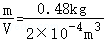 m/V = 0.48kg / 2×10⁻⁴m³